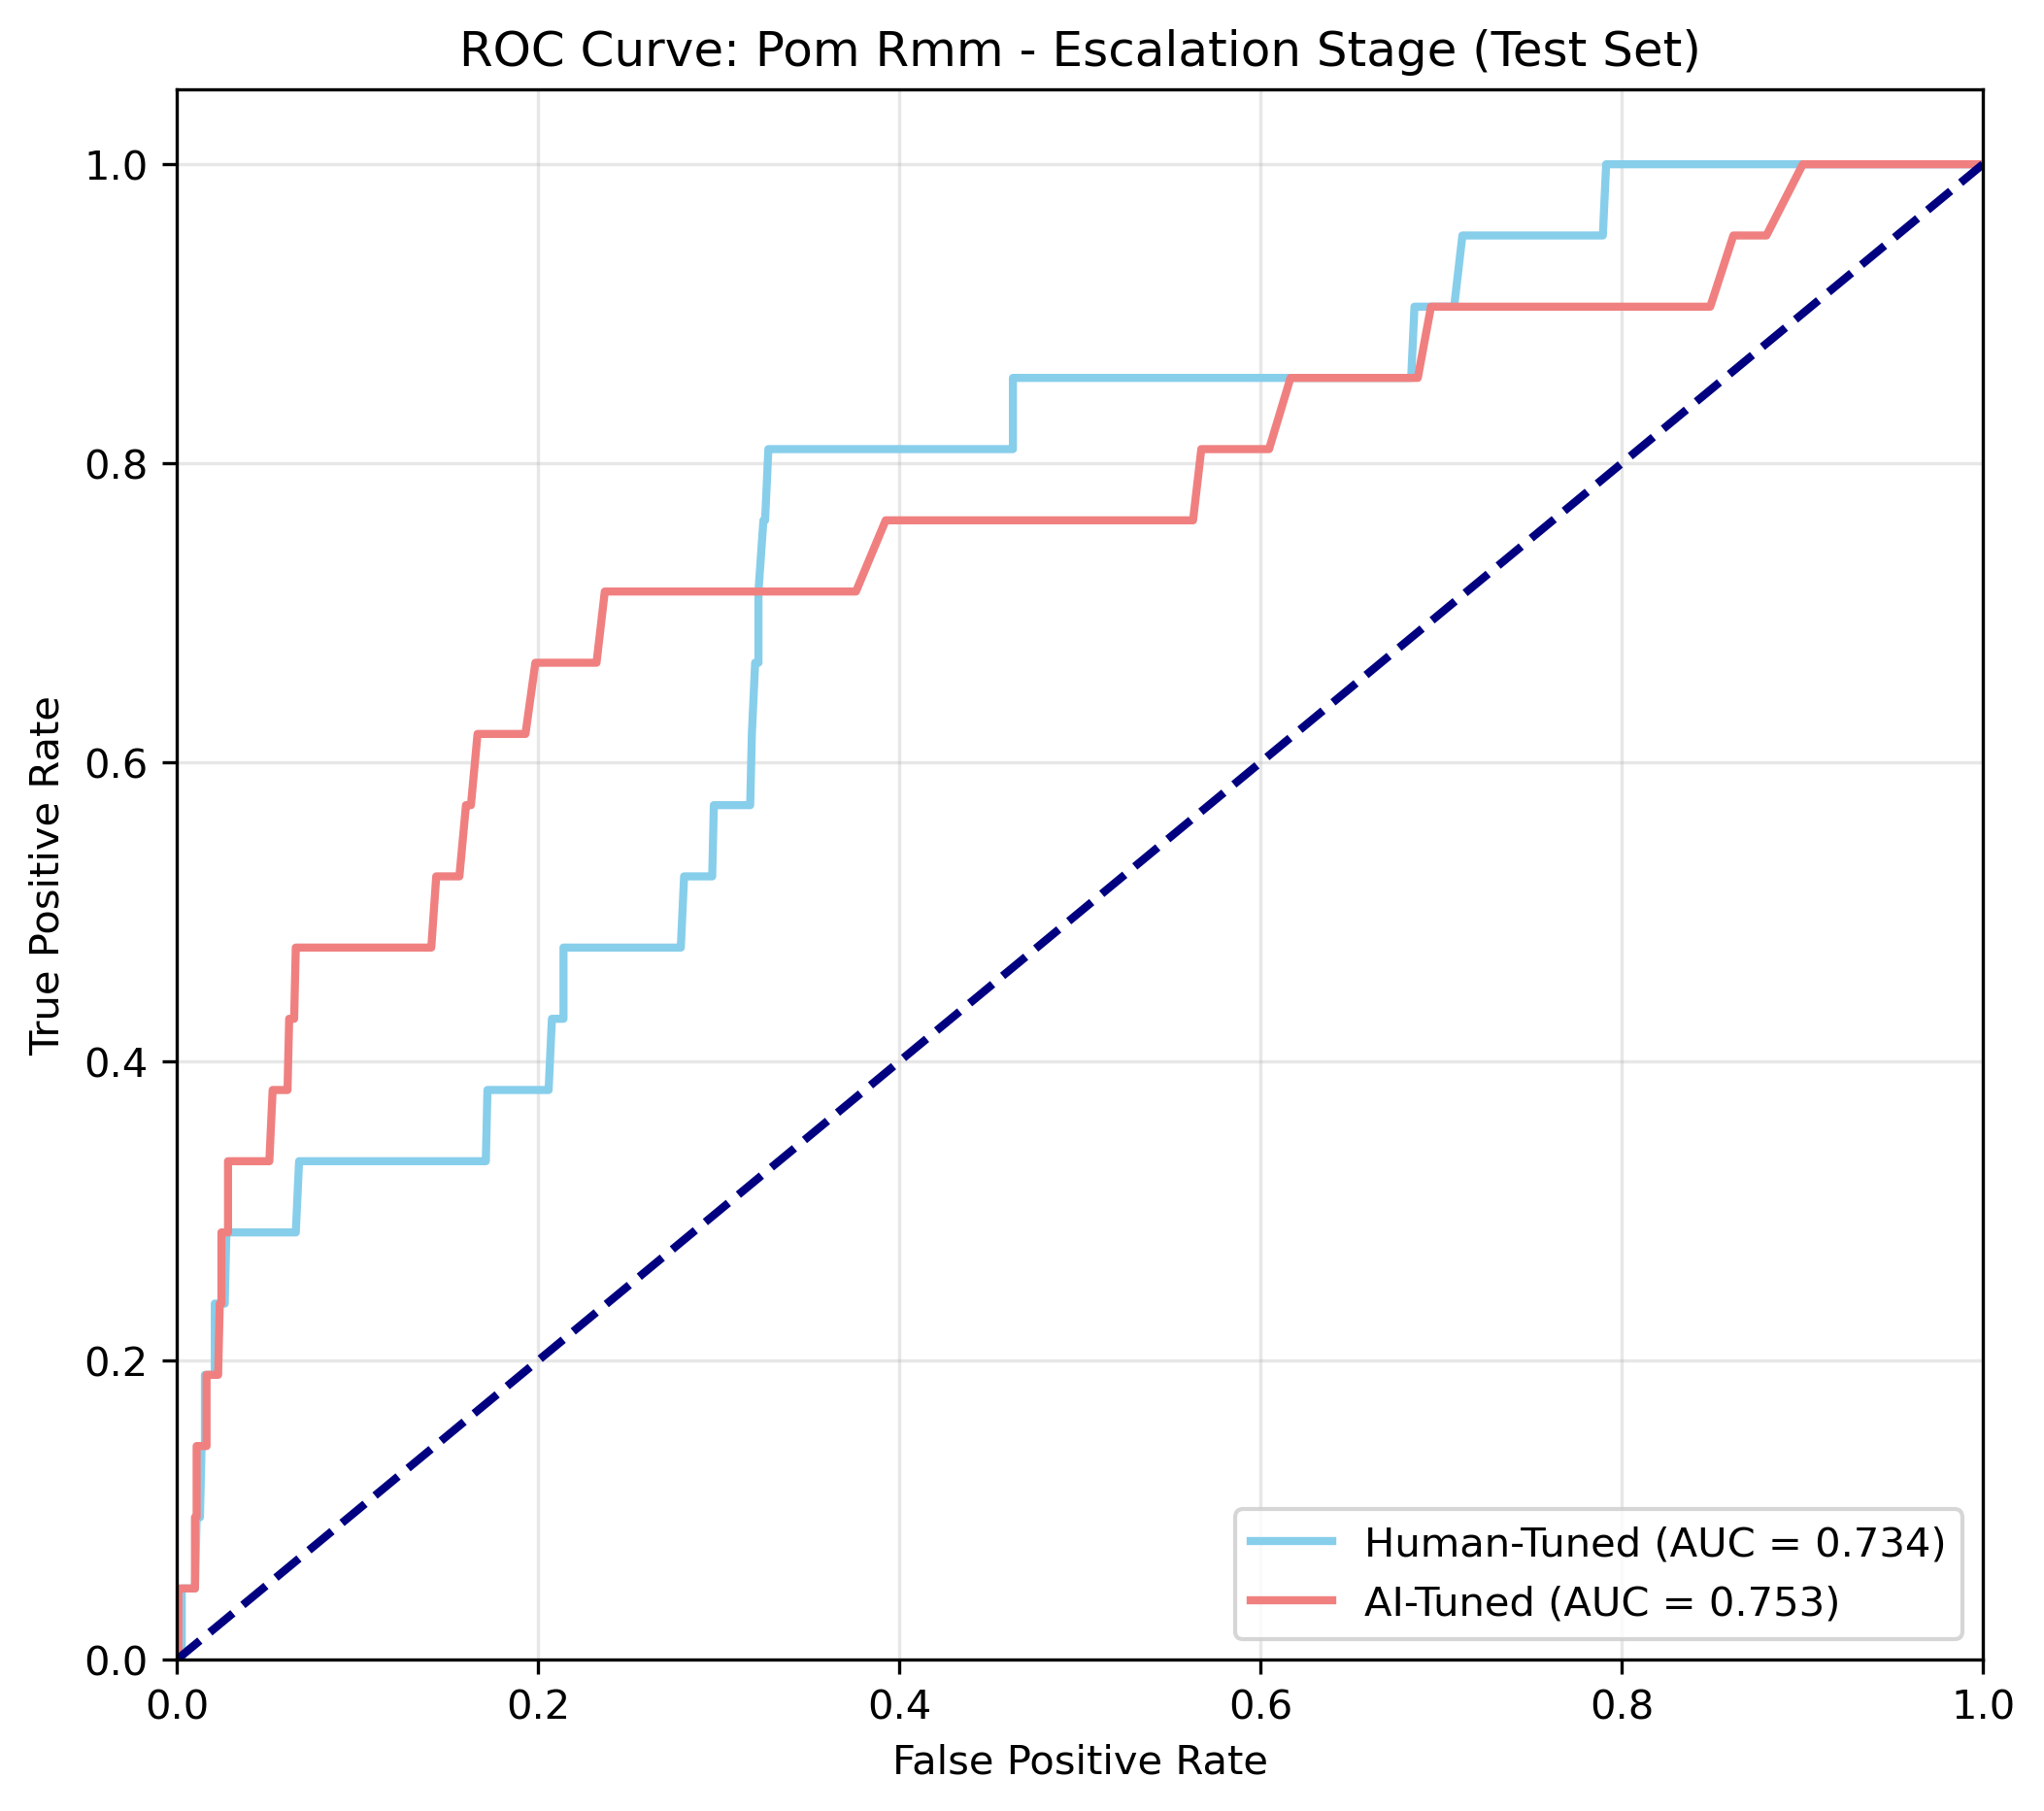 ROC Curve: Pom Rmm - Escalation Stage (Test Set)
1.0
0.8
0.6
0.4
0.2
0.0
True Positive Rate
0.0 0.2 0.4 0.6 0.8 1.0
False Positive Rate
Human-Tuned (AUC = 0.734)
AI-Tuned (AUC = 0.753)